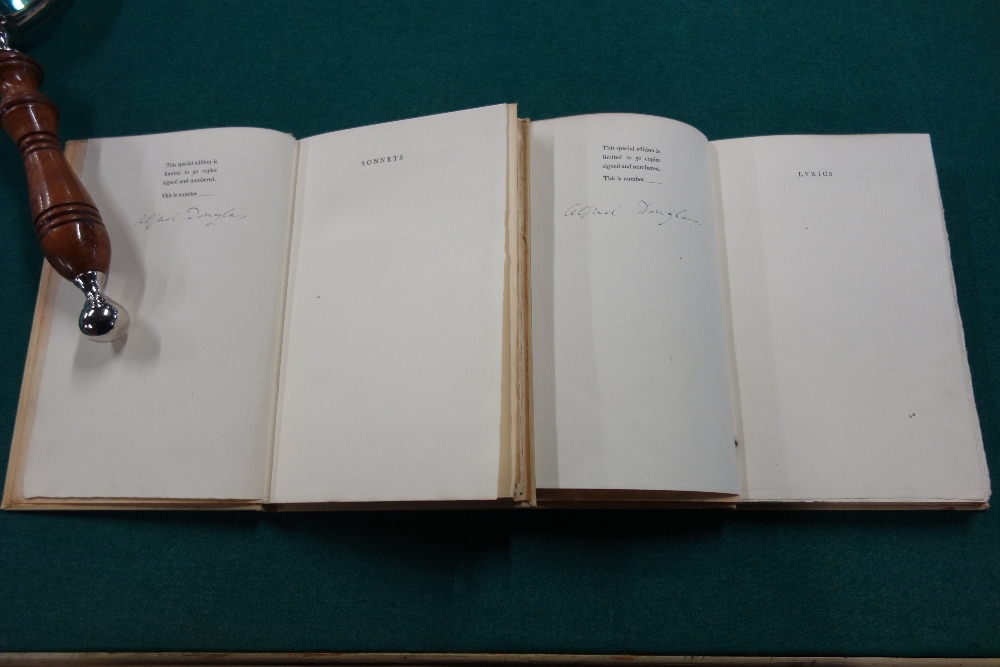 This special edition is
limited to 50 copies
signed and numbered.
This is number
Alfred Douglas.
SONNETS
This special edition is
limited to 50 copies
signed and numbered.
This is number
Alfred Douglas.
LYRICS